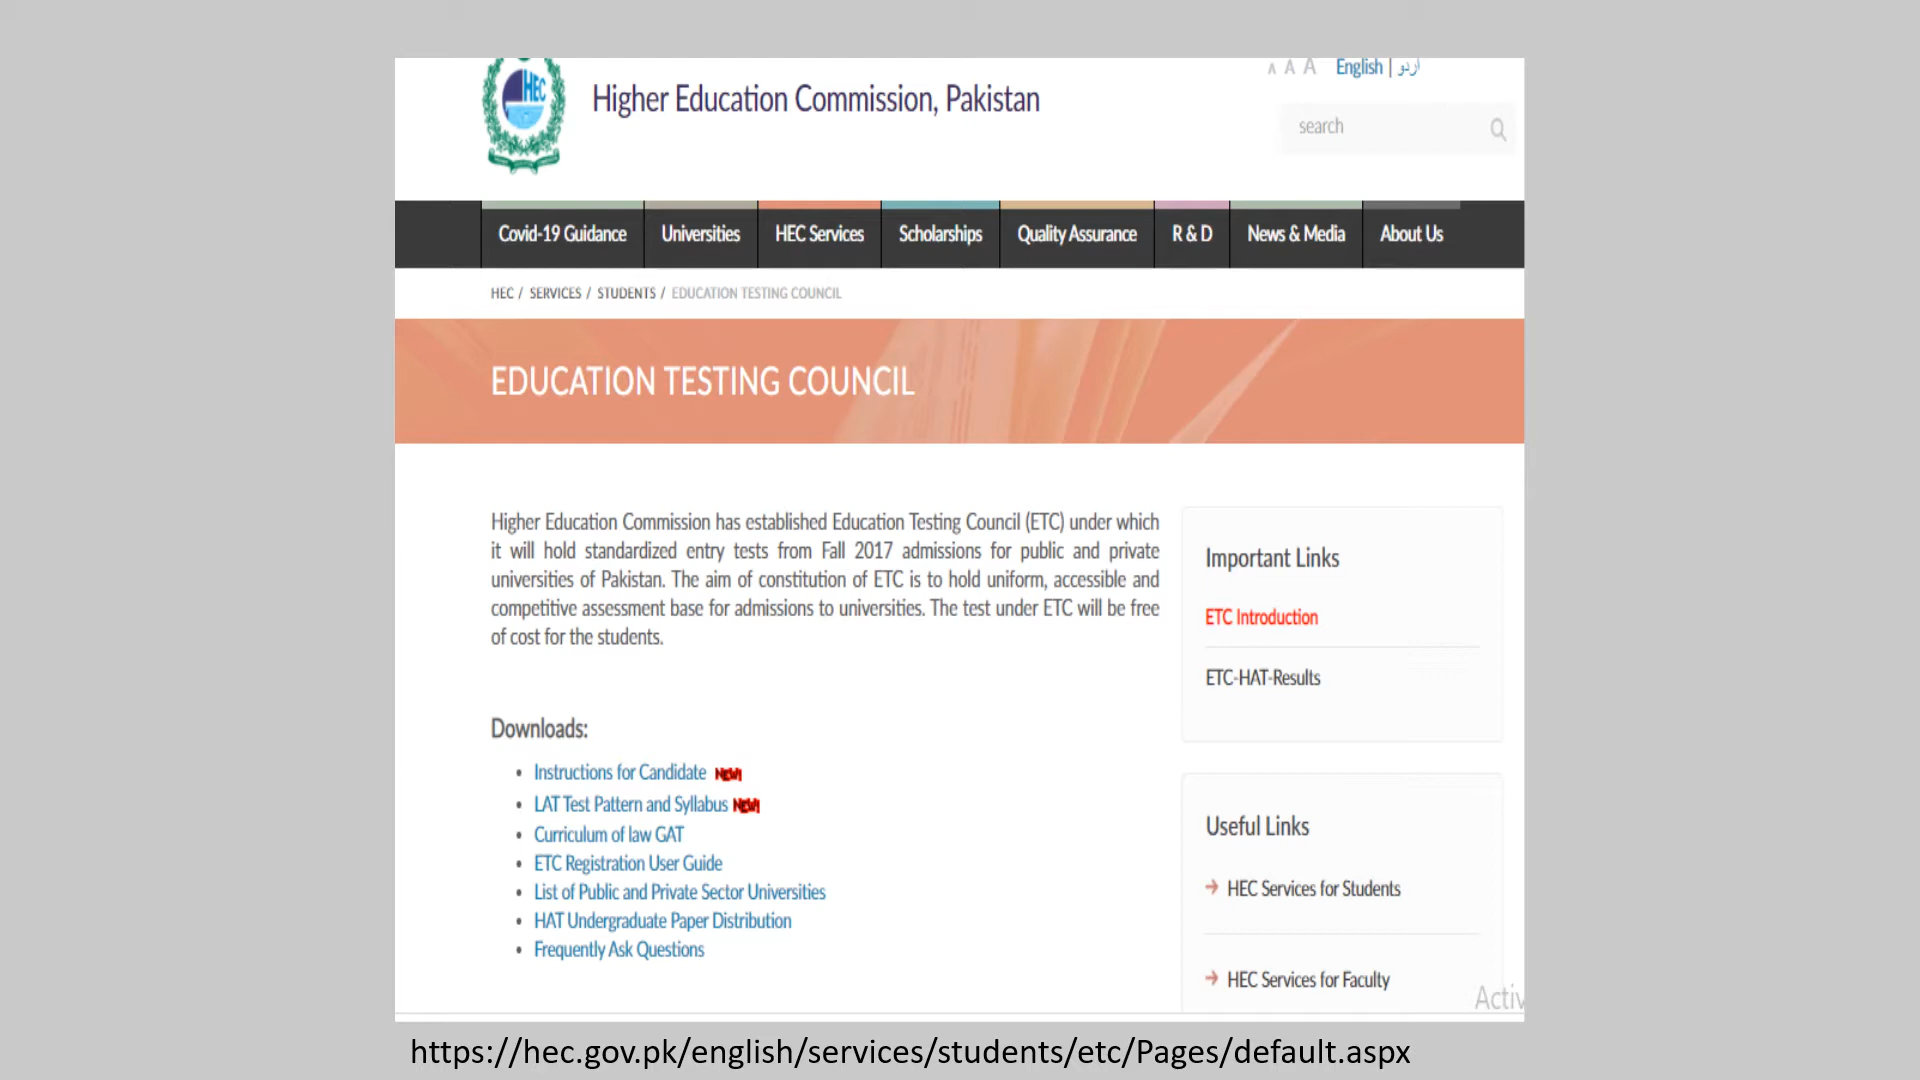 HEC
Higher Education Commission, Pakistan
A A A English | اردو
search
Covid-19 Guidance Universities HEC Services Scholarships Quality Assurance R & D News & Media About Us
HEC / SERVICES / STUDENTS / EDUCATION TESTING COUNCIL
EDUCATION TESTING COUNCIL
Higher Education Commission has established Education Testing Council (ETC) under which
it will hold standardized entry tests from Fall 2017 admissions for public and private
universities of Pakistan. The aim of constitution of ETC is to hold uniform, accessible and
competitive assessment base for admissions to universities. The test under ETC will be free
of cost for the students.
Downloads:
• Instructions for Candidate NEW!
• LAT Test Pattern and Syllabus NEW!
• Curriculum of law GAT
• ETC Registration User Guide
• List of Public and Private Sector Universities
• HAT Undergraduate Paper Distribution
• Frequently Ask Questions
Important Links
ETC Introduction
ETC-HAT-Results
Useful Links
HEC Services for Students
HEC Services for Faculty
Activ
https://hec.gov.pk/english/services/students/etc/Pages/default.aspx